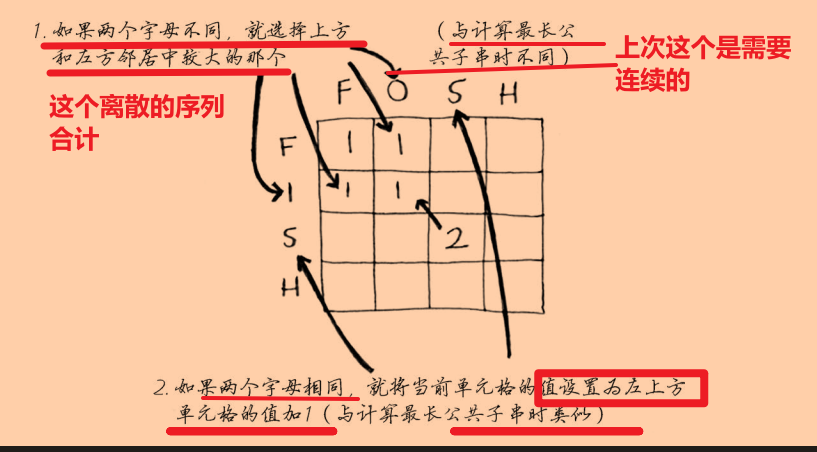 1. 如果两个字母不同，就选择上方
和左方邻居中较大的那个
（与计算最长公
共子串时不同）
上次这个是需要
连续的
这个离散的序列
合计
F O S H
F 1 1
I 1 1
S 2
H
2. 如果两个字母相同，就将当前单元格的值设置为左上方
单元格的值加1（与计算最长公共子串时类似）